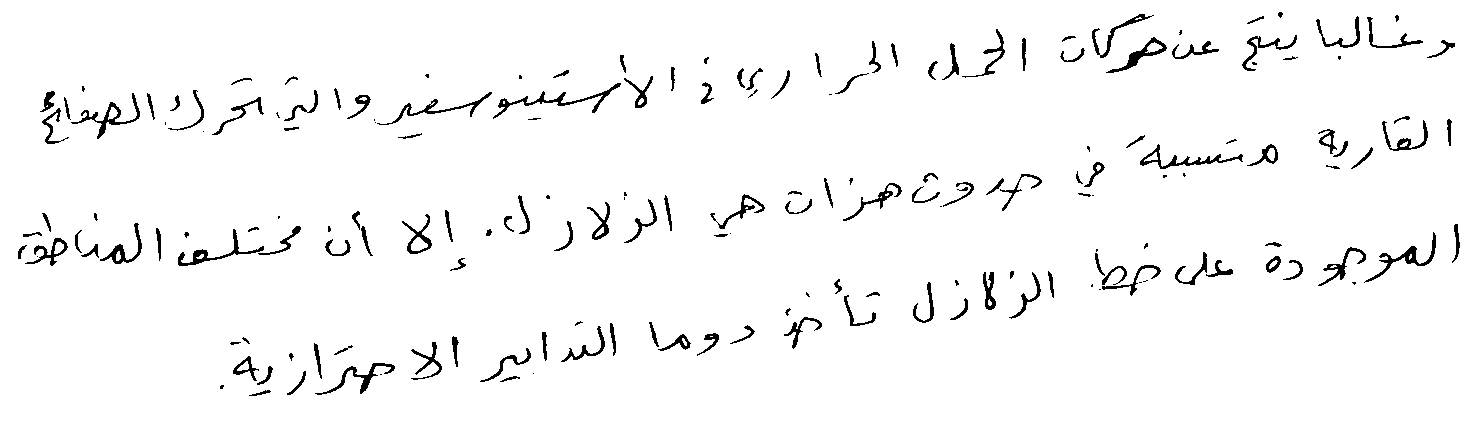 وغالبا ينتج عن حركات الحمل الحراري في الأستينوسفير والتي تحرك الصفائح
القارية متسببة في حدوث هزات هي الزلازل. إلا أن مختلف المناطق
الموجودة على خط الزلازل تأخذ دوما التدابير الاحترازية.